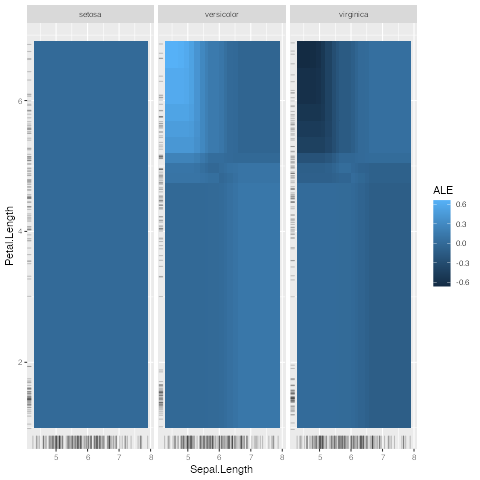 setosa
versicolor
virginica
6
4
2
Petal.Length
5 6 7 8
5 6 7 8
5 6 7 8
Sepal.Length
ALE
0.6
0.3
0.0
-0.3
-0.6